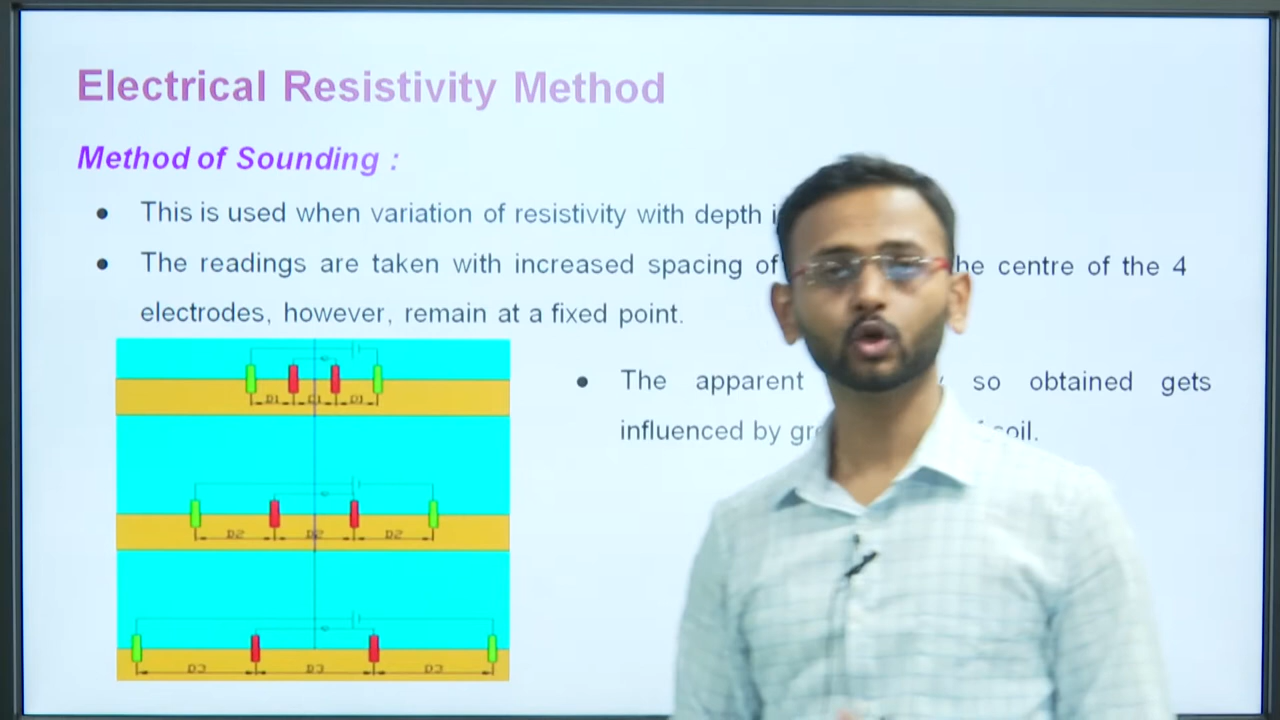 Electrical Resistivity Method
Method of Sounding :
This is used when variation of resistivity with depth
The readings are taken with increased spacing of he centre of the 4
electrodes, however, remain at a fixed point.
The apparent so obtained gets
influenced by soil.
D1 D1 D1
D2 D2 D2
D3 D3 D3